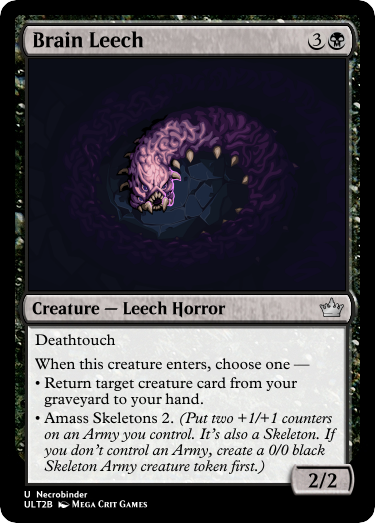 Brain Leech 3
Creature — Leech Horror
Deathtouch
When this creature enters, choose one —
• Return target creature card from your
graveyard to your hand.
• Amass Skeletons 2. (Put two +1/+1 counters
on an Army you control. It's also a Skeleton. If
you don't control an Army, create a 0/0 black
Skeleton Army creature token first.)
2/2
U Necrobinder
ULT2B Mega Crit Games